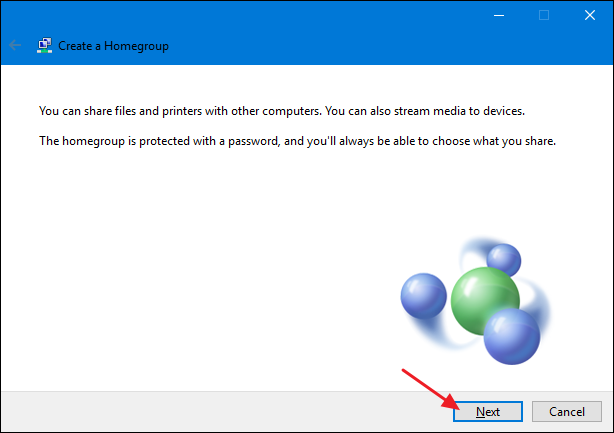 Create a Homegroup
You can share files and printers with other computers. You can also stream media to devices.
The homegroup is protected with a password, and you'll always be able to choose what you share.
Next
Cancel